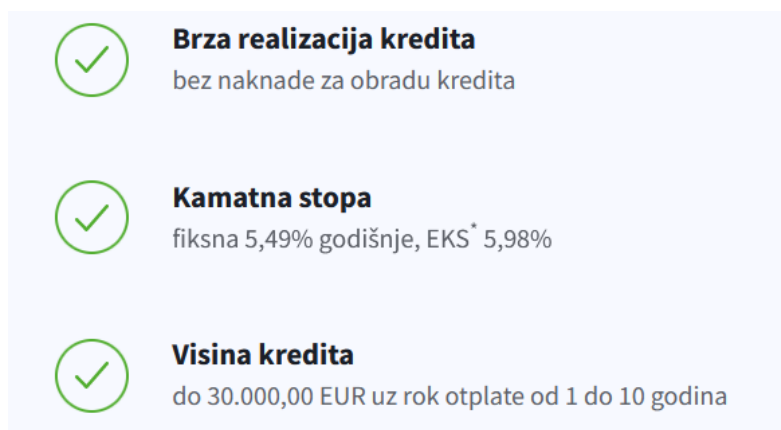 Brza realizacija kredita
bez naknade za obradu kredita
Kamatna stopa
fiksna 5,49% godišnje, EKS* 5,98%
Visina kredita
do 30.000,00 EUR uz rok otplate od 1 do 10 godina